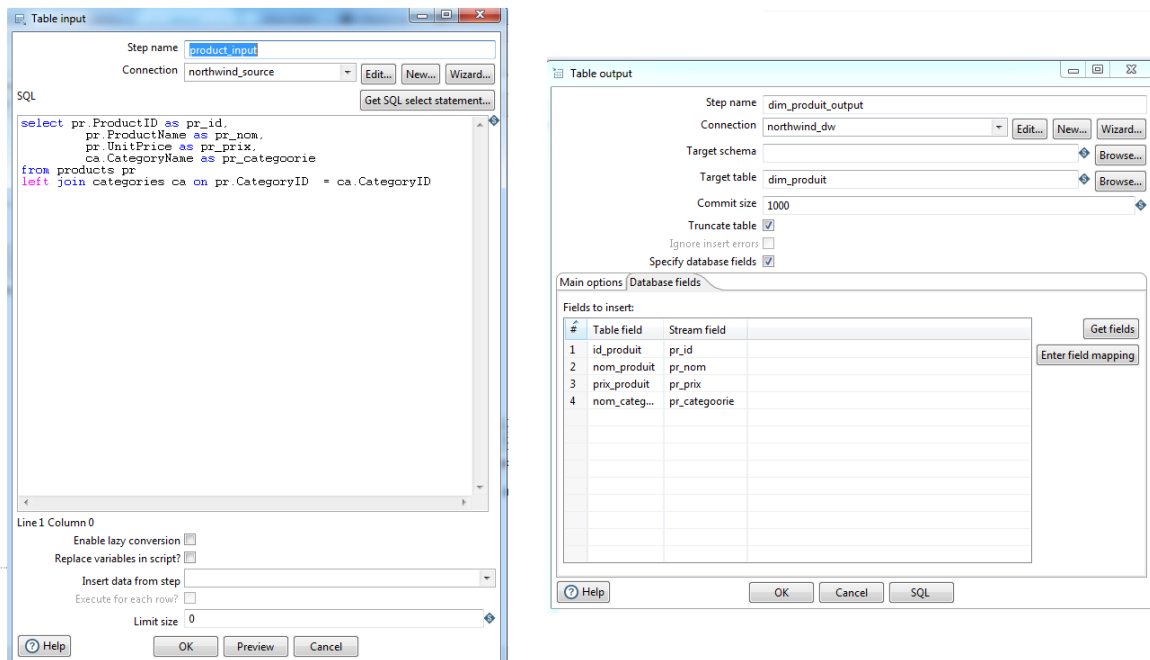 Table input
Step name product_input
Connection northwind_source Edit... New... Wizard...
SQL
Get SQL select statement...
select pr.ProductID as pr_id,
pr.ProductName as pr_nom,
pr.UnitPrice as pr_prix,
ca.CategoryName as pr_categoorie
from products pr
left join categories ca on pr.CategoryID = ca.CategoryID
Line1 Column 0
Enable lazy conversion
Replace variables in script?
Insert data from step
Execute for each row?
Limit size 0
Help OK Preview Cancel
Table output
Step name dim_produit_output
Connection northwind_dw Edit... New... Wizard...
Target schema Browse...
Target table dim_produit Browse...
Commit size 1000
Truncate table
Ignore insert errors
Specify database fields
Main options Database fields
Fields to insert:
# Table field Stream field Get fields
1 id_produit pr_id Enter field mapping
2 nom_produit pr_nom
3 prix_produit pr_prix
4 nom_categ... pr_categoorie
Help OK Cancel SQL